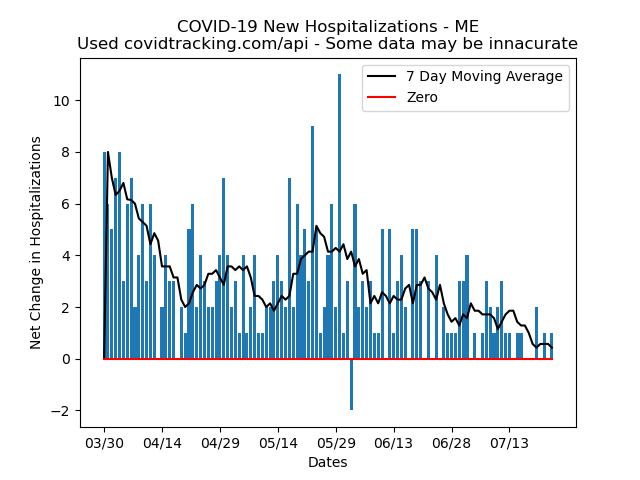 COVID-19 New Hospitalizations - ME
Used covidtracking.com/api - Some data may be innacurate
7 Day Moving Average
Zero
Net Change in Hospitalizations
10
8
6
4
2
0
−2
03/30 04/14 04/29 05/14 05/29 06/13 06/28 07/13
Dates